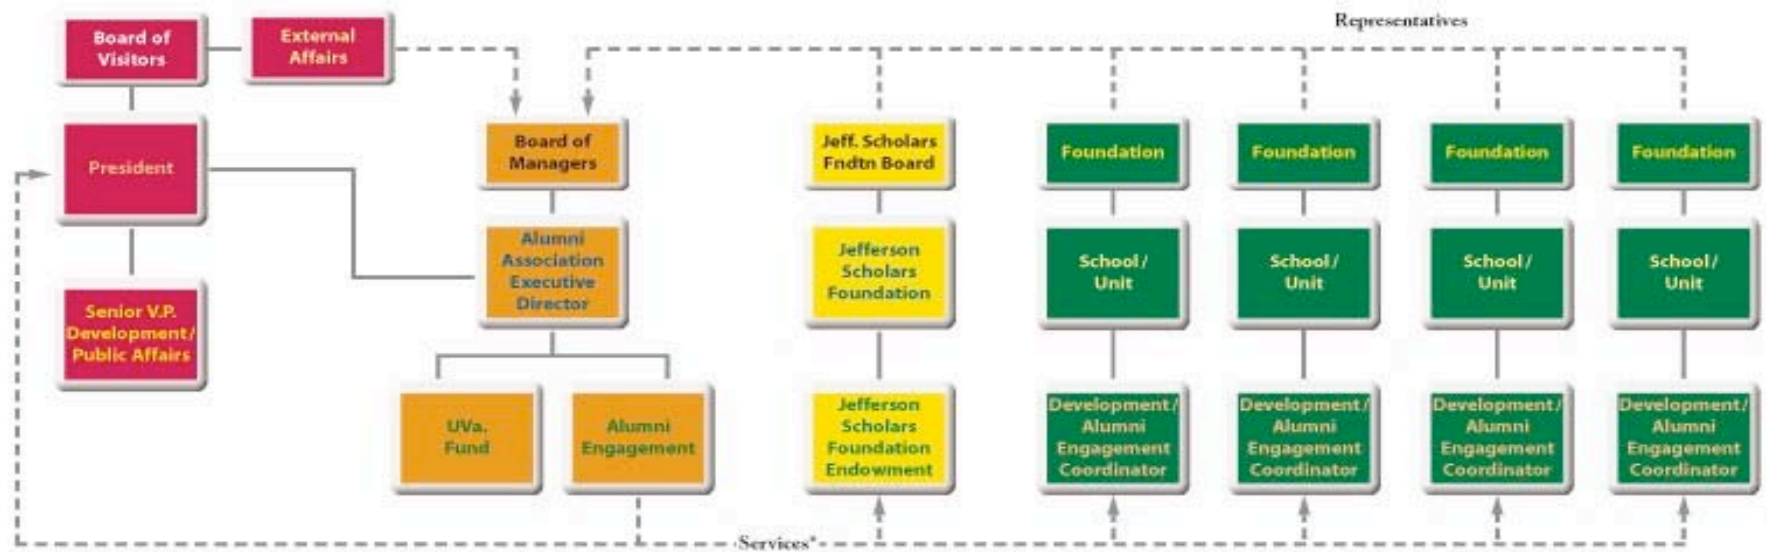 Representatives
Board of
Visitors
External
Affairs
President
Senior V.P.
Development/
Public Affairs
Board of
Managers
Alumni
Association
Executive
Director
UVa.
Fund
Alumni
Engagement
Jeff. Scholars
Fndtn Board
Jefferson
Scholars
Foundation
Jefferson
Scholars
Foundation
Endowment
Foundation
School/
Unit
Development/
Alumni
Engagement
Coordinator
Foundation
School/
Unit
Development/
Alumni
Engagement
Coordinator
Foundation
School/
Unit
Development/
Alumni
Engagement
Coordinator
Foundation
School/
Unit
Development/
Alumni
Engagement
Coordinator
Services*